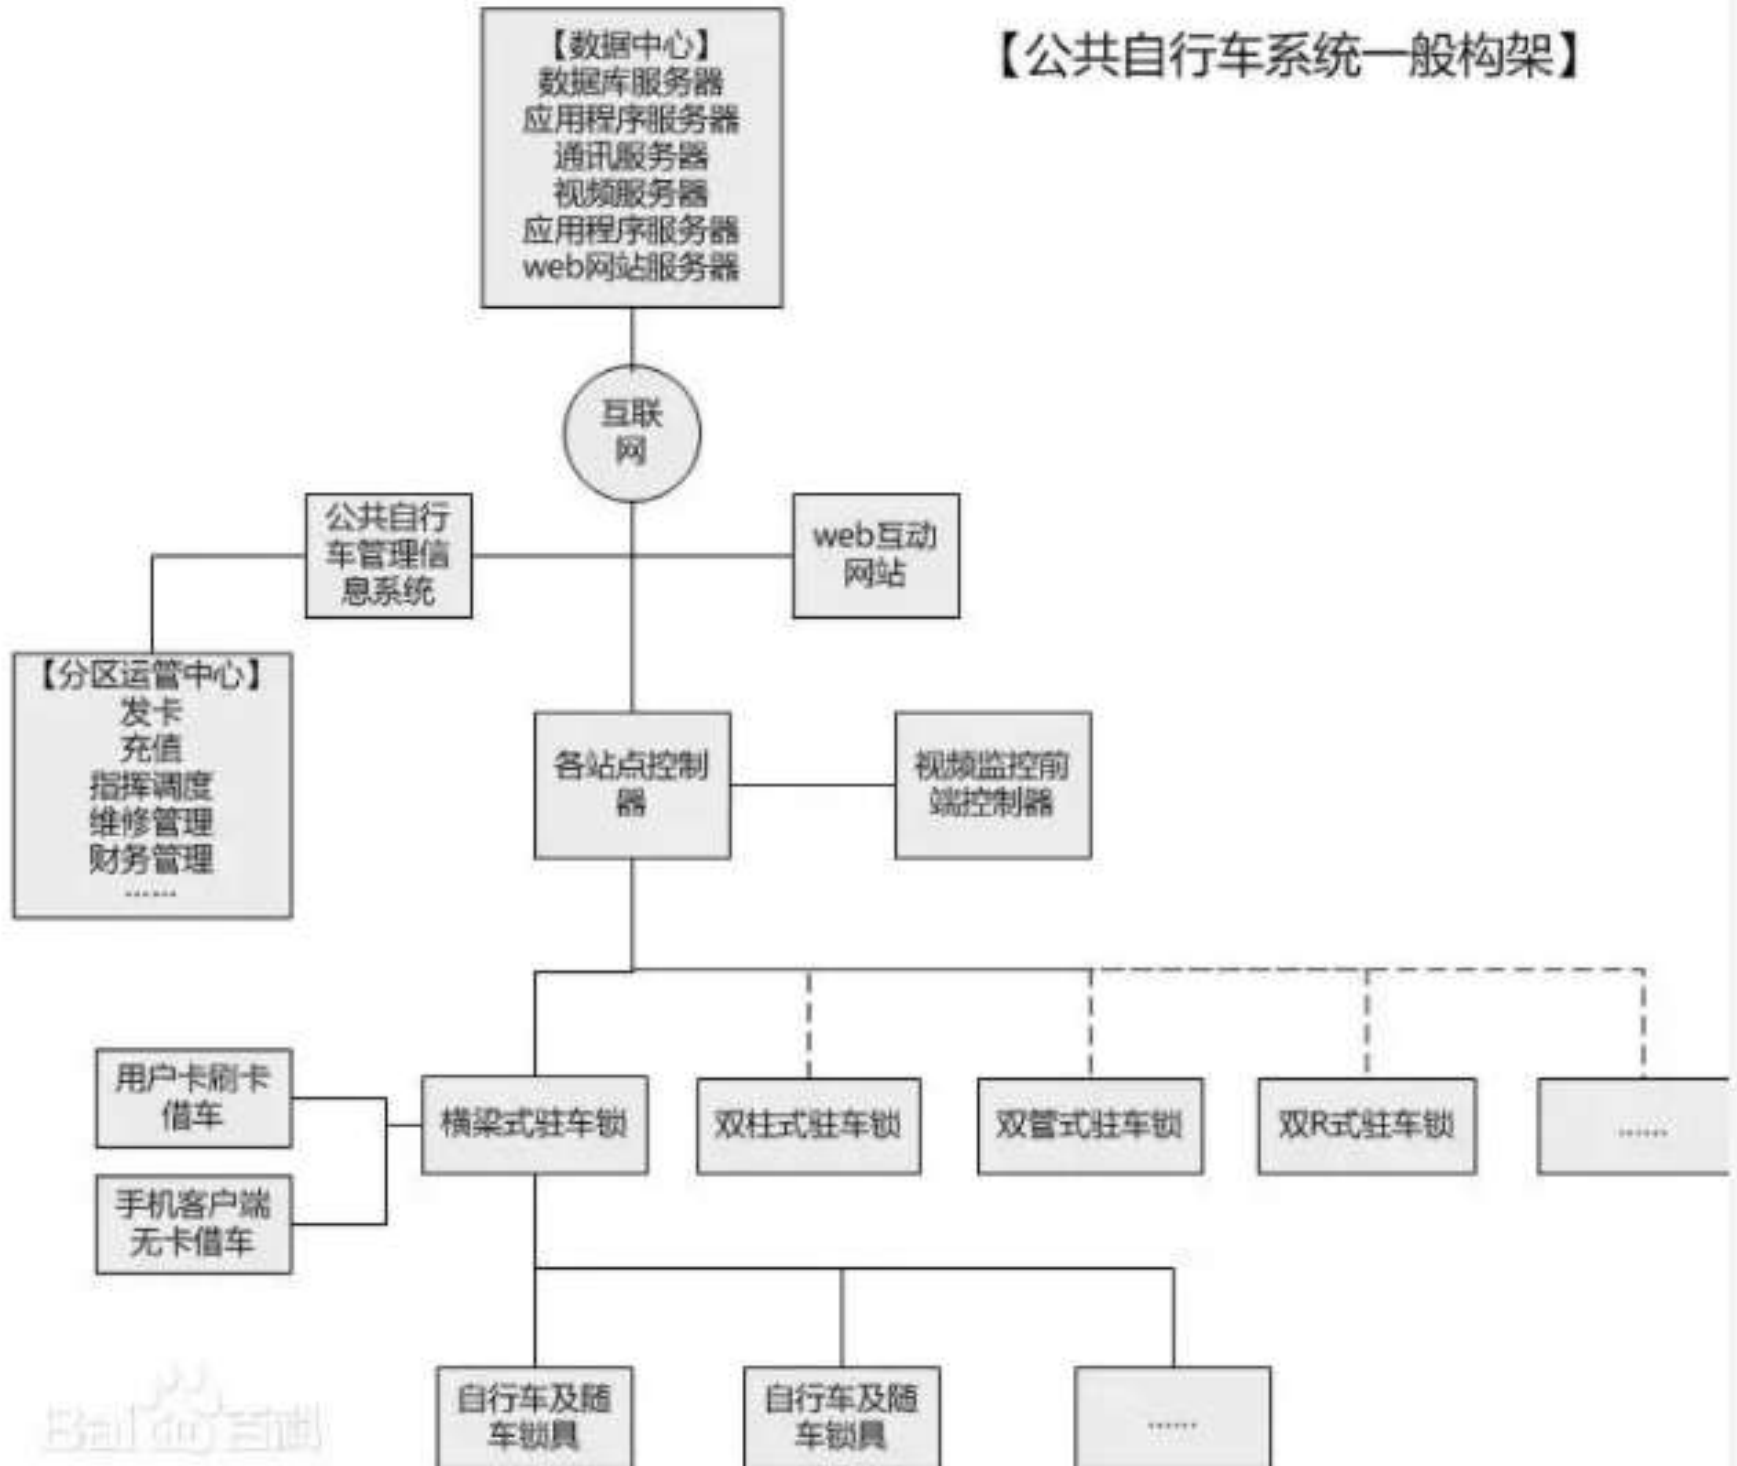 【公共自行车系统一般构架】
【数据中心】
数据库服务器
应用程序服务器
通讯服务器
视频服务器
应用程序服务器
web网站服务器
互联
网
公共自行
车管理信
息系统
web互动
网站
【分区运管中心】
发卡
充值
指挥调度
维修管理
财务管理
……
各站点控制
器
视频监控前
端控制器
用户卡刷卡
借车
手机客户端
无卡借车
横梁式驻车锁
双柱式驻车锁
双管式驻车锁
双R式驻车锁
……
自行车及随
车锁具
自行车及随
车锁具
……
Bai百科